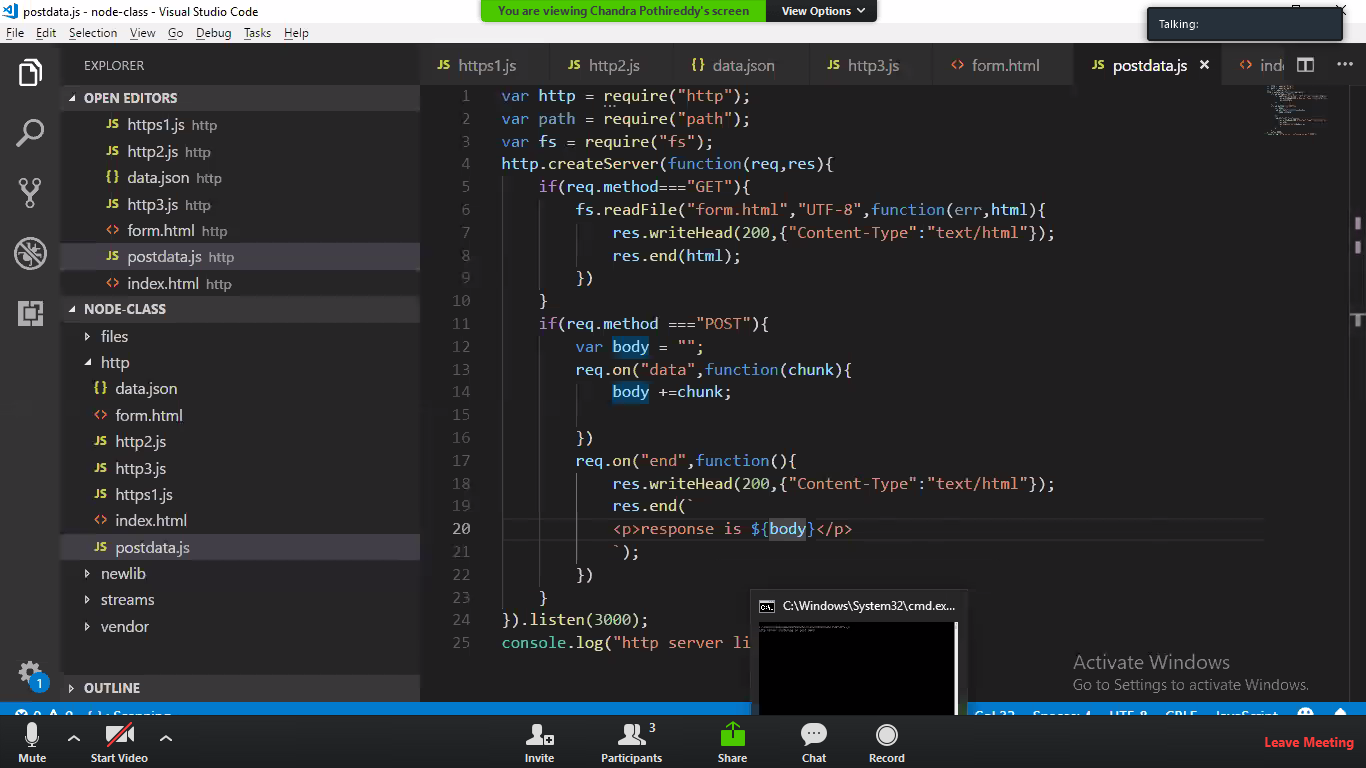 postdata.js - node-class - Visual Studio Code
You are viewing Chandra Pothireddy's screen
View Options
Talking:
File Edit Selection View Go Debug Tasks Help
EXPLORER
OPEN EDITORS
JS https1.js http
JS http2.js http
{} data.json http
JS http3.js http
<> form.html http
JS postdata.js http
<> index.html http
NODE-CLASS
files
http
{} data.json
<> form.html
JS http2.js
JS http3.js
JS https1.js
<> index.html
JS postdata.js
newlib
streams
vendor
OUTLINE
1
JS https1.js JS http2.js {} data.json JS http3.js <> form.html JS postdata.js × <> ind
1 var http = require("http");
2 var path = require("path");
3 var fs = require("fs");
4 http.createServer(function(req,res){
5 if(req.method==="GET"){
6 fs.readFile("form.html","UTF-8",function(err,html){
7 res.writeHead(200,{"Content-Type":"text/html"});
8 res.end(html);
9 })
10 }
11 if(req.method ==="POST"){
12 var body = "";
13 req.on("data",function(chunk){
14 body +=chunk;
15
16 })
17 req.on("end",function(){
18 res.writeHead(200,{"Content-Type":"text/html"});
19 res.end(`
20 <p>response is ${body}</p>
21 `);
22 })
23 }
24 }).listen(3000);
25 console.log("http server li
C:\Windows\System32\cmd.ex...
Activate Windows
Go to Settings to activate Windows.
Mute
Start Video
Invite
Participants 3
Share
Chat
Record
Leave Meeting